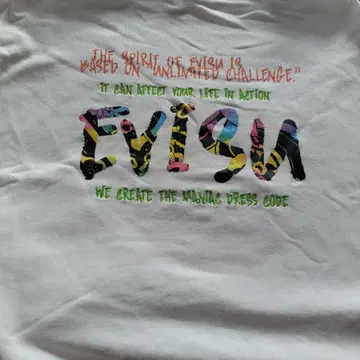 THE SPIRIT OF EVISU IS
BASED ON "UNLIMITED CHALLENGE."
IT CAN AFFECT YOUR LIFE IN ACTION
EVISU
WE CREATE THE MANIAC DRESS CODE